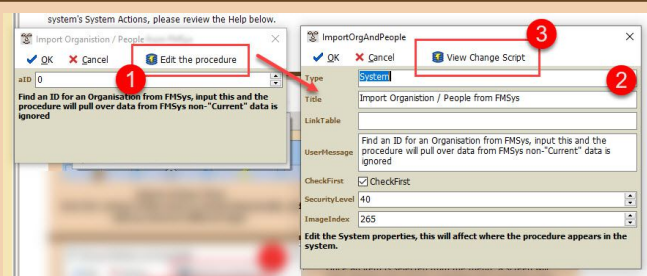 system's System Actions, please review the Help below.
Import Organistion / People
OK Cancel Edit the procedure
1
aID 0
Find an ID for an Organisation from FMSys, input this and the
procedure will pull over data from FMSys non-"Current" data is
ignored
ImportOrgAndPeople
3
OK Cancel View Change Script
2
Type System
Title Import Organistion / People from FMSys
LinkTable
UserMessage Find an ID for an Organisation from FMSys, input this and the
procedure will pull over data from FMSys non-"Current" data is
ignored
CheckFirst CheckFirst
SecurityLevel 40
ImageIndex 265
Edit the System properties, this will affect where the procedure appears in the
system.